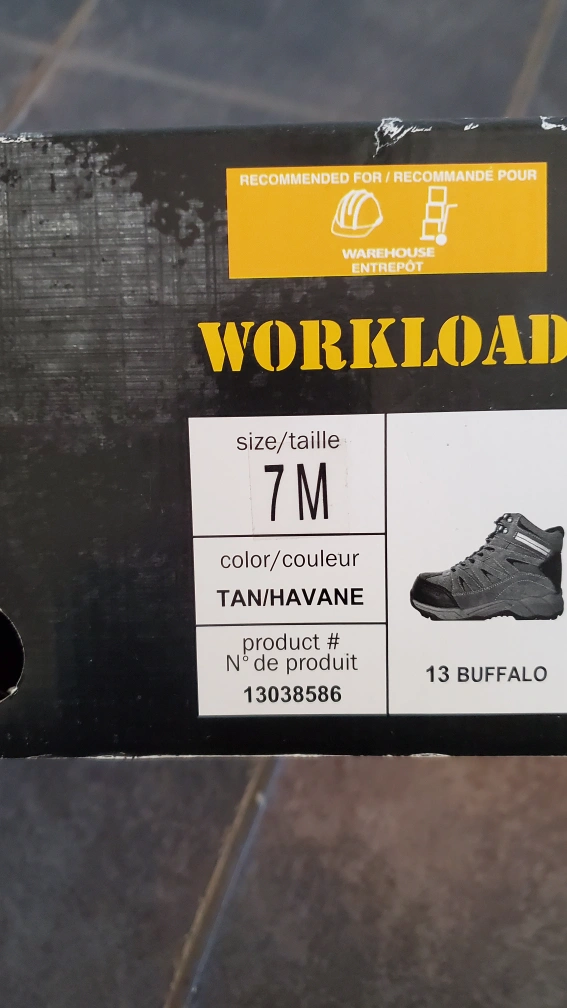 RECOMMENDED FOR / RECOMMANDÉ POUR
WAREHOUSE
ENTREPÔT
WORKLOAD
size/taille
7 M
color/couleur
TAN/HAVANE
product #
N° de produit
13038586
13 BUFFALO